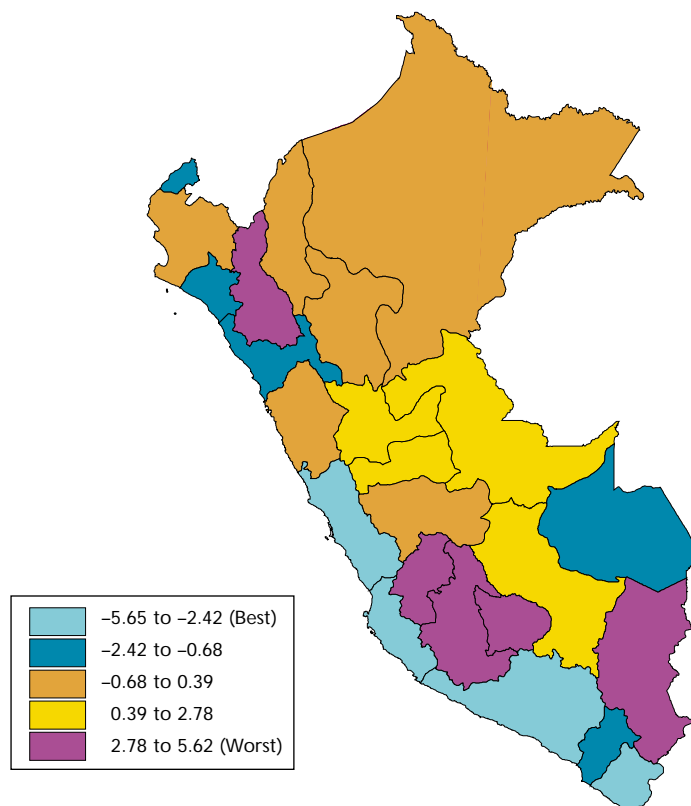 –5.65 to –2.42 (Best)
–2.42 to –0.68
–0.68 to 0.39
0.39 to 2.78
2.78 to 5.62 (Worst)